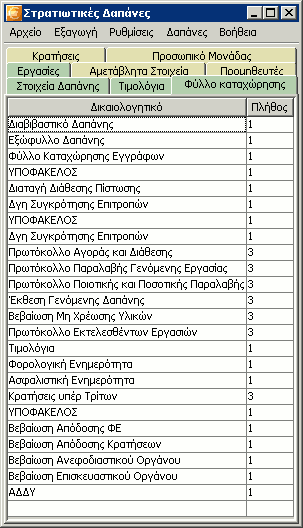 Στρατιωτικές Δαπάνες
Αρχείο Εξαγωγή Ρυθμίσεις Δαπάνες Βοήθεια
Κρατήσεις Προσωπικό Μονάδας
Εργασίες Αμετάβλητα Στοιχεία Προμηθευτές
Στοιχεία Δαπάνης Τιμολόγια Φύλλο καταχώρησης
Δικαιολογητικό Πλήθος
Διαβιβαστικό Δαπάνης 1
Εξώφυλλο Δαπάνης 1
Φύλλο Καταχώρησης Εγγράφων 1
ΥΠΟΦΑΚΕΛΟΣ 1
Διαταγή Διάθεσης Πίστωσης 1
Δγη Συγκρότησης Επιτροπών 1
ΥΠΟΦΑΚΕΛΟΣ 1
Δγη Συγκρότησης Επιτροπών 1
Πρωτόκολλο Αγοράς και Διάθεσης 3
Πρωτόκολλο Παραλαβής Γενόμενης Εργασίας 3
Πρωτόκολλο Ποιοτικής και Ποσοτικής Παραλαβής 3
Έκθεση Γενόμενης Δαπάνης 3
Βεβαίωση Μη Χρέωσης Υλικών 3
Πρωτόκολλο Εκτελεσθέντων Εργασιών 3
Τιμολόγια 1
Φορολογική Ενημερότητα 1
Ασφαλιστική Ενημερότητα 1
Κρατήσεις υπέρ Τρίτων 3
ΥΠΟΦΑΚΕΛΟΣ 1
Βεβαίωση Απόδοσης ΦΕ 1
Βεβαίωση Απόδοσης Κρατήσεων 1
Βεβαίωση Ανεφοδιαστικού Οργάνου 1
Βεβαίωση Επισκευαστικού Οργάνου 1
ΑΔΔΥ 1